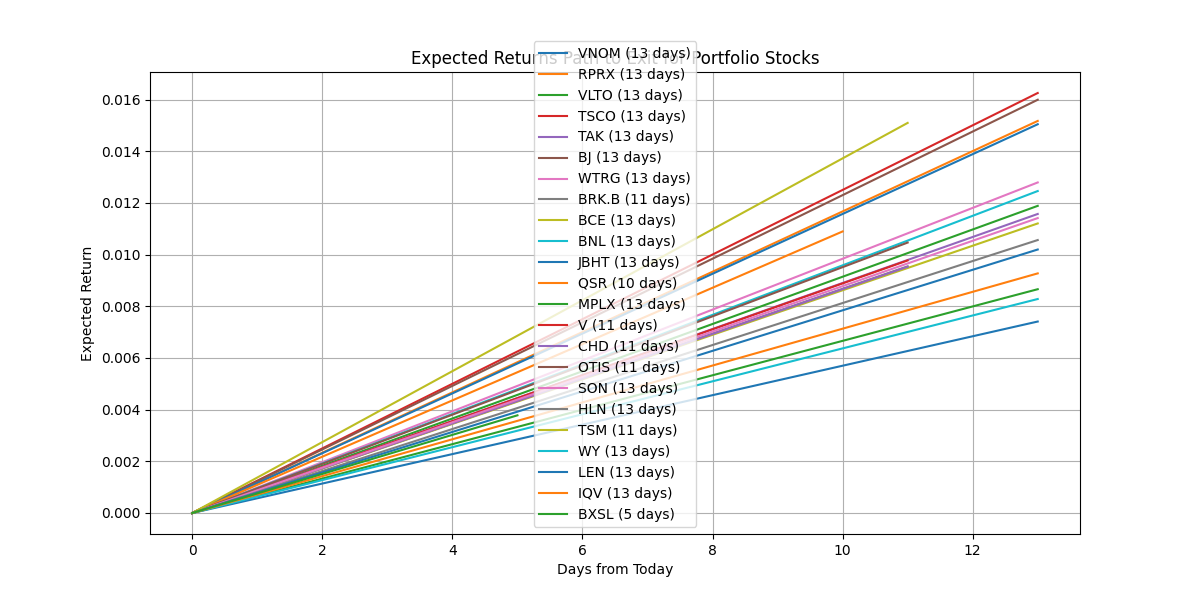 Expected Returns Path to Exit for Portfolio Stocks
VNOM (13 days)
RPRX (13 days)
VLTO (13 days)
TSCO (13 days)
TAK (13 days)
BJ (13 days)
WTRG (13 days)
BRK.B (11 days)
BCE (13 days)
BNL (13 days)
JBHT (13 days)
QSR (10 days)
MPLX (13 days)
V (11 days)
CHD (11 days)
OTIS (11 days)
SON (13 days)
HLN (13 days)
TSM (11 days)
WY (13 days)
LEN (13 days)
IQV (13 days)
BXSL (5 days)
Expected Return
0.016
0.014
0.012
0.010
0.008
0.006
0.004
0.002
0.000
0 2 4 6 8 10 12
Days from Today